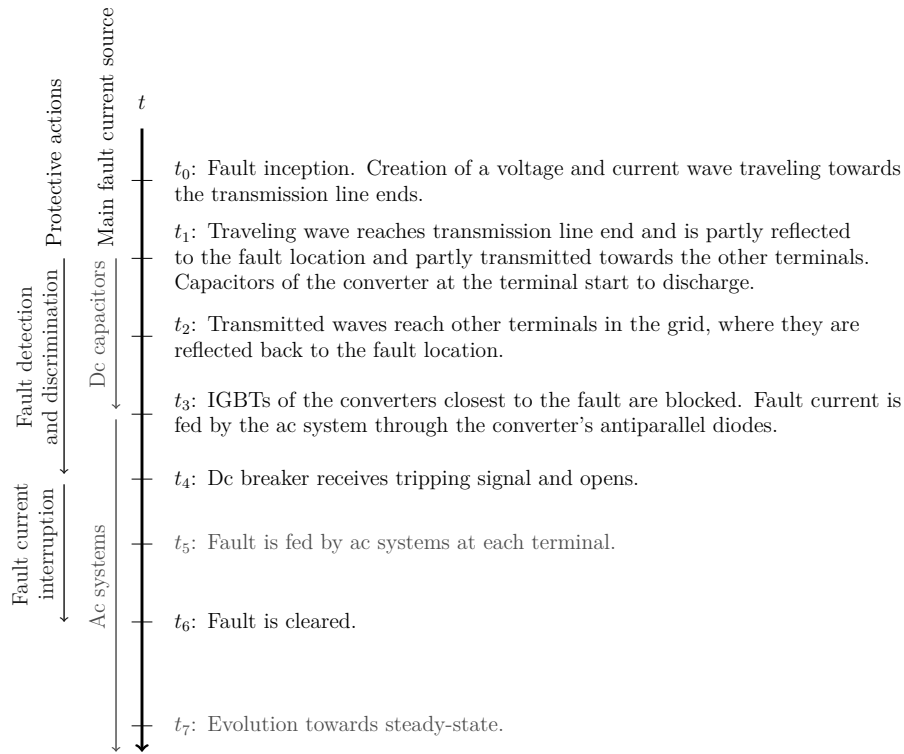 Protective actions
Main fault current source
t
t₀: Fault inception. Creation of a voltage and current wave traveling towards
the transmission line ends.
t₁: Traveling wave reaches transmission line end and is partly reflected
to the fault location and partly transmitted towards the other terminals.
Capacitors of the converter at the terminal start to discharge.
Fault detection
and discrimination
Dc capacitors
t₂: Transmitted waves reach other terminals in the grid, where they are
reflected back to the fault location.
t₃: IGBTs of the converters closest to the fault are blocked. Fault current is
fed by the ac system through the converter's antiparallel diodes.
t₄: Dc breaker receives tripping signal and opens.
Fault current
interruption
Ac systems
t₅: Fault is fed by ac systems at each terminal.
t₆: Fault is cleared.
t₇: Evolution towards steady-state.